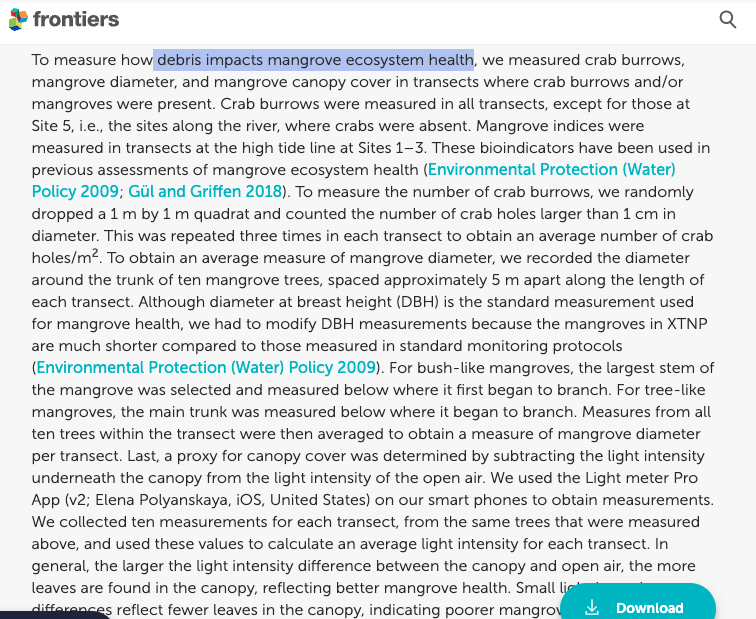 frontiers
To measure how debris impacts mangrove ecosystem health, we measured crab burrows,
mangrove diameter, and mangrove canopy cover in transects where crab burrows and/or
mangroves were present. Crab burrows were measured in all transects, except for those at
Site 5, i.e., the sites along the river, where crabs were absent. Mangrove indices were
measured in transects at the high tide line at Sites 1–3. These bioindicators have been used in
previous assessments of mangrove ecosystem health (Environmental Protection (Water)
Policy 2009; Gül and Griffen 2018). To measure the number of crab burrows, we randomly
dropped a 1 m by 1 m quadrat and counted the number of crab holes larger than 1 cm in
diameter. This was repeated three times in each transect to obtain an average number of crab
holes/m². To obtain an average measure of mangrove diameter, we recorded the diameter
around the trunk of ten mangrove trees, spaced approximately 5 m apart along the length of
each transect. Although diameter at breast height (DBH) is the standard measurement used
for mangrove health, we had to modify DBH measurements because the mangroves in XTNP
are much shorter compared to those measured in standard monitoring protocols
(Environmental Protection (Water) Policy 2009). For bush-like mangroves, the largest stem of
the mangrove was selected and measured below where it first began to branch. For tree-like
mangroves, the main trunk was measured below where it began to branch. Measures from all
ten trees within the transect were then averaged to obtain a measure of mangrove diameter
per transect. Last, a proxy for canopy cover was determined by subtracting the light intensity
underneath the canopy from the light intensity of the open air. We used the Light meter Pro
App (v2; Elena Polyanskaya, iOS, United States) on our smart phones to obtain measurements.
We collected ten measurements for each transect, from the same trees that were measured
above, and used these values to calculate an average light intensity for each transect. In
general, the larger the light intensity difference between the canopy and open air, the more
leaves are found in the canopy, reflecting better mangrove health. Small
differences reflect fewer leaves in the canopy, indicating poorer
Download